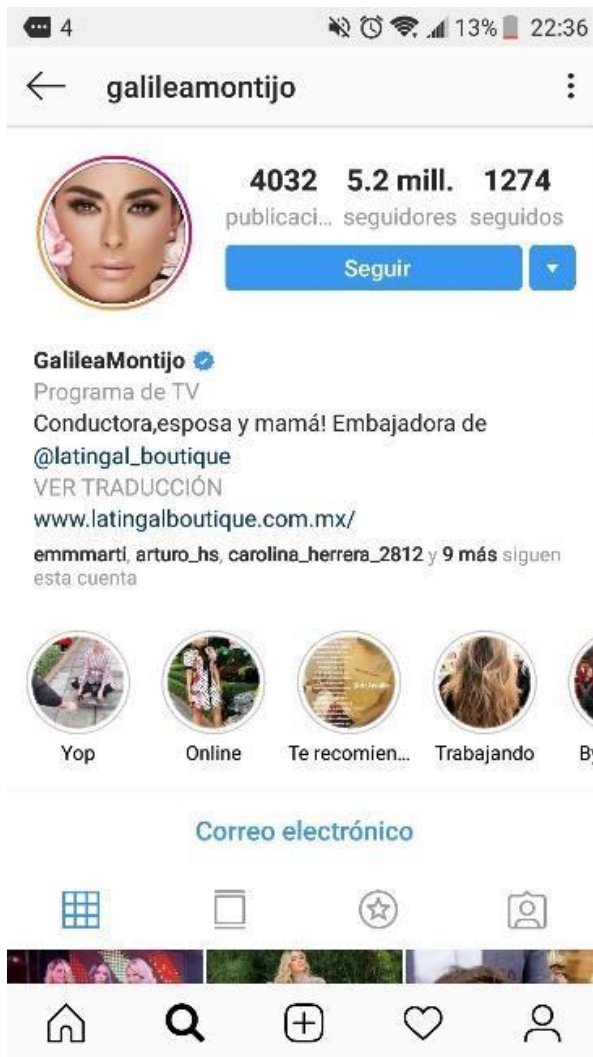 4 13% 22:36
galileamontijo
4032 5.2 mill. 1274
publicaci... seguidores seguidos
Seguir
GalileaMontijo
Programa de TV
Conductora,esposa y mamá! Embajadora de
@latingal_boutique
VER TRADUCCIÓN
www.latingalboutique.com.mx/
emmmarti, arturo_hs, carolina_herrera_2812 y 9 más siguen
esta cuenta
Yop Online Te recomien... Trabajando
Correo electrónico